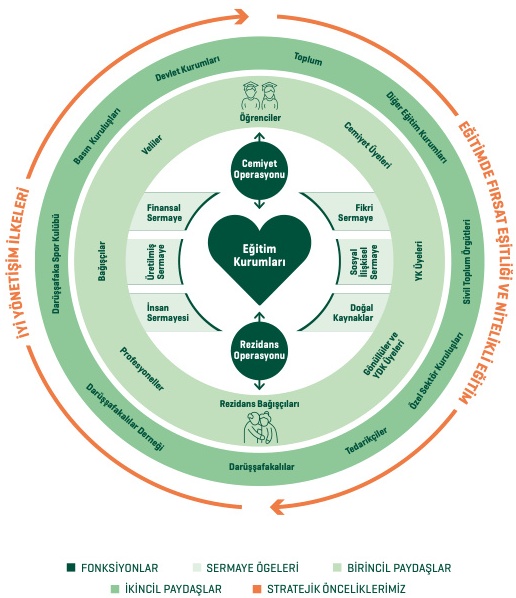 İYİ YÖNETİŞİM İLKELERİ
EĞİTİMDE FIRSAT EŞİTLİĞİ VE NİTELİKLİ EĞİTİM
Devlet Kurumları
Toplum
Diğer Eğitim Kurumları
Sivil Toplum Örgütleri
Özel Sektör Kuruluşları
Tedarikçiler
Darüşşafakalılar
Darüşşafakalılar Derneği
Darüşşafaka Spor Kulübü
Basın Kuruluşları
Öğrenciler
Cemiyet Üyeleri
YK Üyeleri
Gönüllüler ve
YDK Üyeleri
Rezidans Bağışçıları
Profesyoneller
Bağışçılar
Veliler
Cemiyet
Operasyonu
Finansal
Sermaye
Fikri
Sermaye
Üretilmiş
Sermaye
Eğitim
Kurumları
Sosyal
İlişkisel
Sermaye
İnsan
Sermayesi
Doğal
Kaynaklar
Rezidans
Operasyonu
FONKSİYONLAR
SERMAYE ÖGELERİ
BİRİNCİL PAYDAŞLAR
İKİNCİL PAYDAŞLAR
STRATEJİK ÖNCELİKLERİMİZ